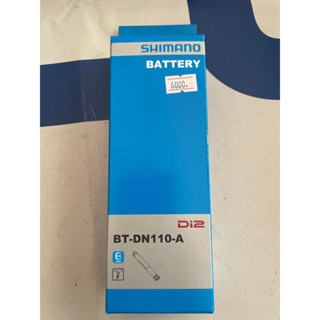 SHIMANO
BATTERY
6000.-
Di2
BT-DN110-A
E